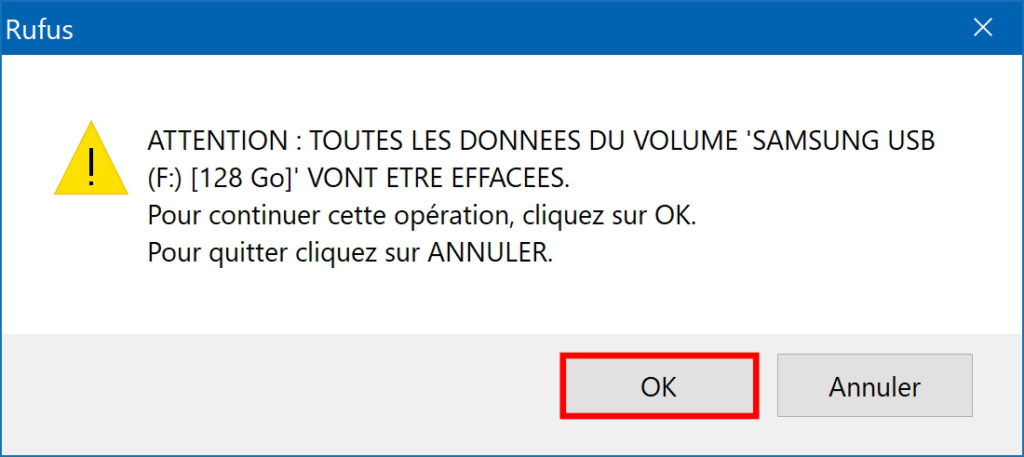 Rufus
ATTENTION : TOUTES LES DONNEES DU VOLUME 'SAMSUNG USB
(F:) [128 Go]' VONT ETRE EFFACEES.
Pour continuer cette opération, cliquez sur OK.
Pour quitter cliquez sur ANNULER.
OK
Annuler